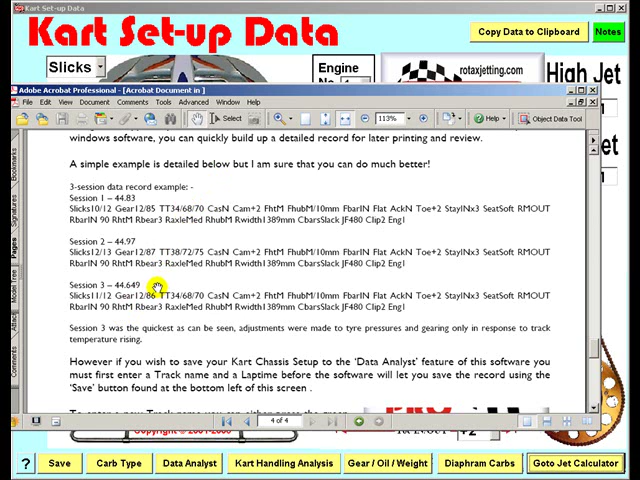 Kart Set-up Data
Kart Set-up Data
Copy Data to Clipboard
Notes
Slicks
Engine
No
rotaxjetting.com
High Jet
Adobe Acrobat Professional - [Acrobat Document in ]
File Edit View Document Comments Tools Advanced Window Help
Select
113%
Help
Object Data Tool
windows software, you can quickly build up a detailed record for later printing and review.
A simple example is detailed below but I am sure that you can do much better!
3-session data record example: -
Session 1 – 44.83
Slicks10/12 Gear12/85 TT34/68/70 CasN Cam+2 FhtM FhubM/10mm FbarIN Flat AckN Toe+2 StayINx3 SeatSoft RMOUT
RbarIN 90 RhtM Rbear3 RaxleMed RhubM Rwidth1389mm CbarsSlack JF480 Clip2 Eng1
Session 2 – 44.97
Slicks12/13 Gear12/87 TT38/72/75 CasN Cam+2 FhtM FhubM/10mm FbarIN Flat AckN Toe+2 StayINx3 SeatSoft RMOUT
RbarIN 90 RhtM Rbear3 RaxleMed RhubM Rwidth1389mm CbarsSlack JF480 Clip2 Eng1
Session 3 – 44.649
Slicks11/12 Gear12/86 TT34/68/70 CasN Cam+2 FhtM FhubM/10mm FbarIN Flat AckN Toe+2 StayINx3 SeatSoft RMOUT
RbarIN 90 RhtM Rbear3 RaxleMed RhubM Rwidth1389mm CbarsSlack JF480 Clip2 Eng1
Session 3 was the quickest as can be seen, adjustments were made to tyre pressures and gearing only in response to track
temperature rising.
However if you wish to save your Kart Chassis Setup to the 'Data Analyst' feature of this software you
must first enter a Track name and a Laptime before the software will let you save the record using the
'Save' button found at the bottom left of this screen .
Bookmarks
Signatures
Pages
Model Tree
Attac
Comments
4 of 4
+2
? Save Carb Type Data Analyst Kart Handling Analysis Gear / Oil / Weight Diaphram Carbs Goto Jet Calculator